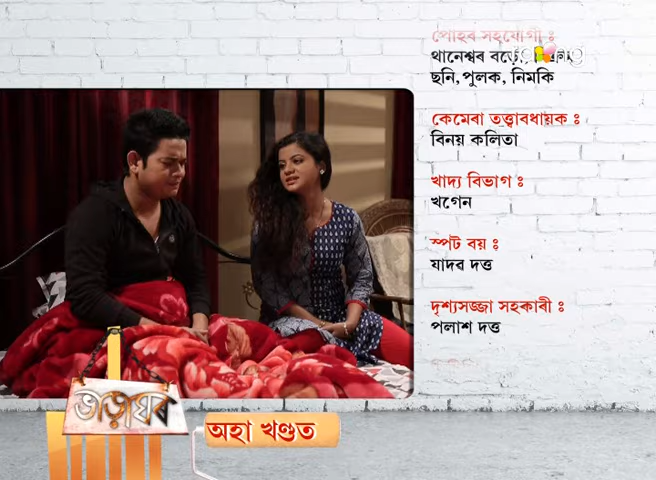 পোহৰ সহযোগী ঃ
থানেশ্বৰ বড়ো,
ছনি,পুলক, নিমকি
কেমেৰা তত্ত্বাবধায়ক ঃ
বিনয় কলিতা
খাদ্য বিভাগ ঃ
খগেন
স্পট বয় ঃ
যাদৱ দত্ত
দৃশ্যসজ্জা সহকাৰী ঃ
পলাশ দত্ত
ভাড়াঘৰ
অহা খণ্ডত